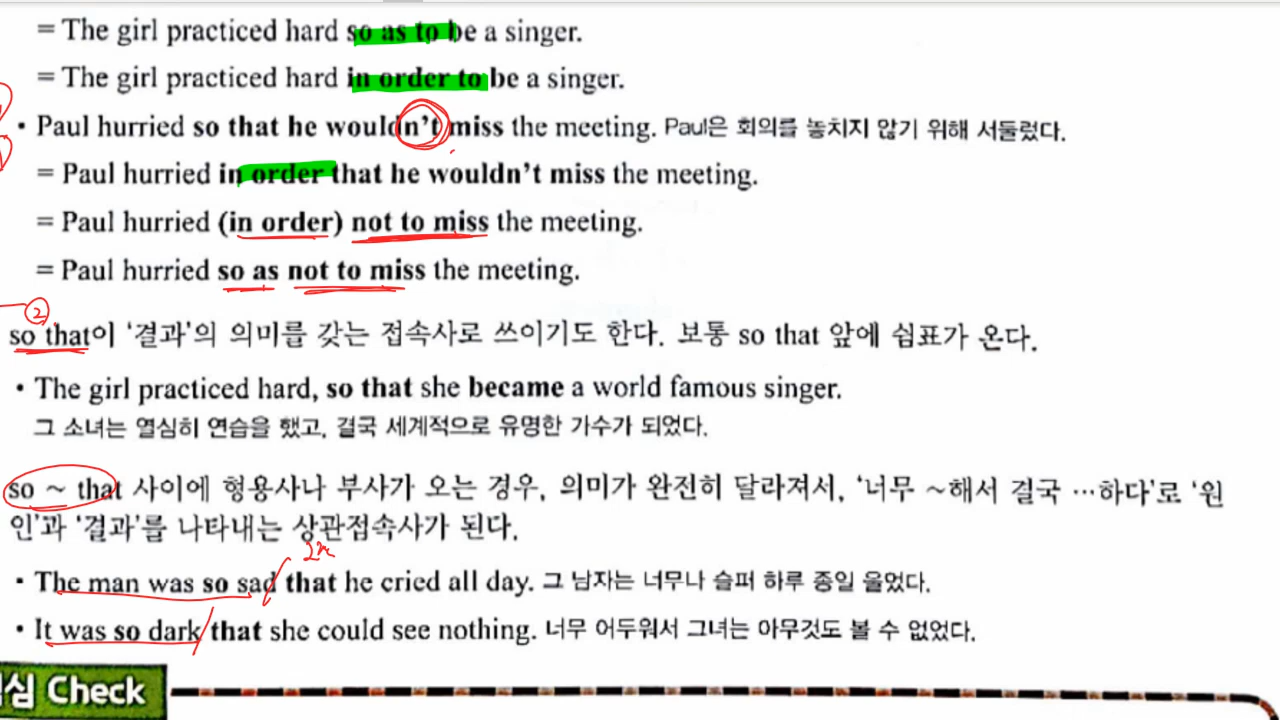 = The girl practiced hard so as to be a singer.
= The girl practiced hard in order to be a singer.
• Paul hurried so that he wouldn't miss the meeting. Paul은 회의를 놓치지 않기 위해 서둘렀다.
= Paul hurried in order that he wouldn't miss the meeting.
= Paul hurried (in order) not to miss the meeting.
= Paul hurried so as not to miss the meeting.
②
so that이 '결과'의 의미를 갖는 접속사로 쓰이기도 한다. 보통 so that 앞에 쉼표가 온다.
• The girl practiced hard, so that she became a world famous singer.
그 소녀는 열심히 연습을 했고, 결국 세계적으로 유명한 가수가 되었다.
so ~ that 사이에 형용사나 부사가 오는 경우, 의미가 완전히 달라져서, '너무 ~해서 결국 …하다'로 '원
인'과 '결과'를 나타내는 상관접속사가 된다.
• The man was so sad that he cried all day. 그 남자는 너무나 슬퍼 하루 종일 울었다.
• It was so dark that she could see nothing. 너무 어두워서 그녀는 아무것도 볼 수 없었다.
심 Check